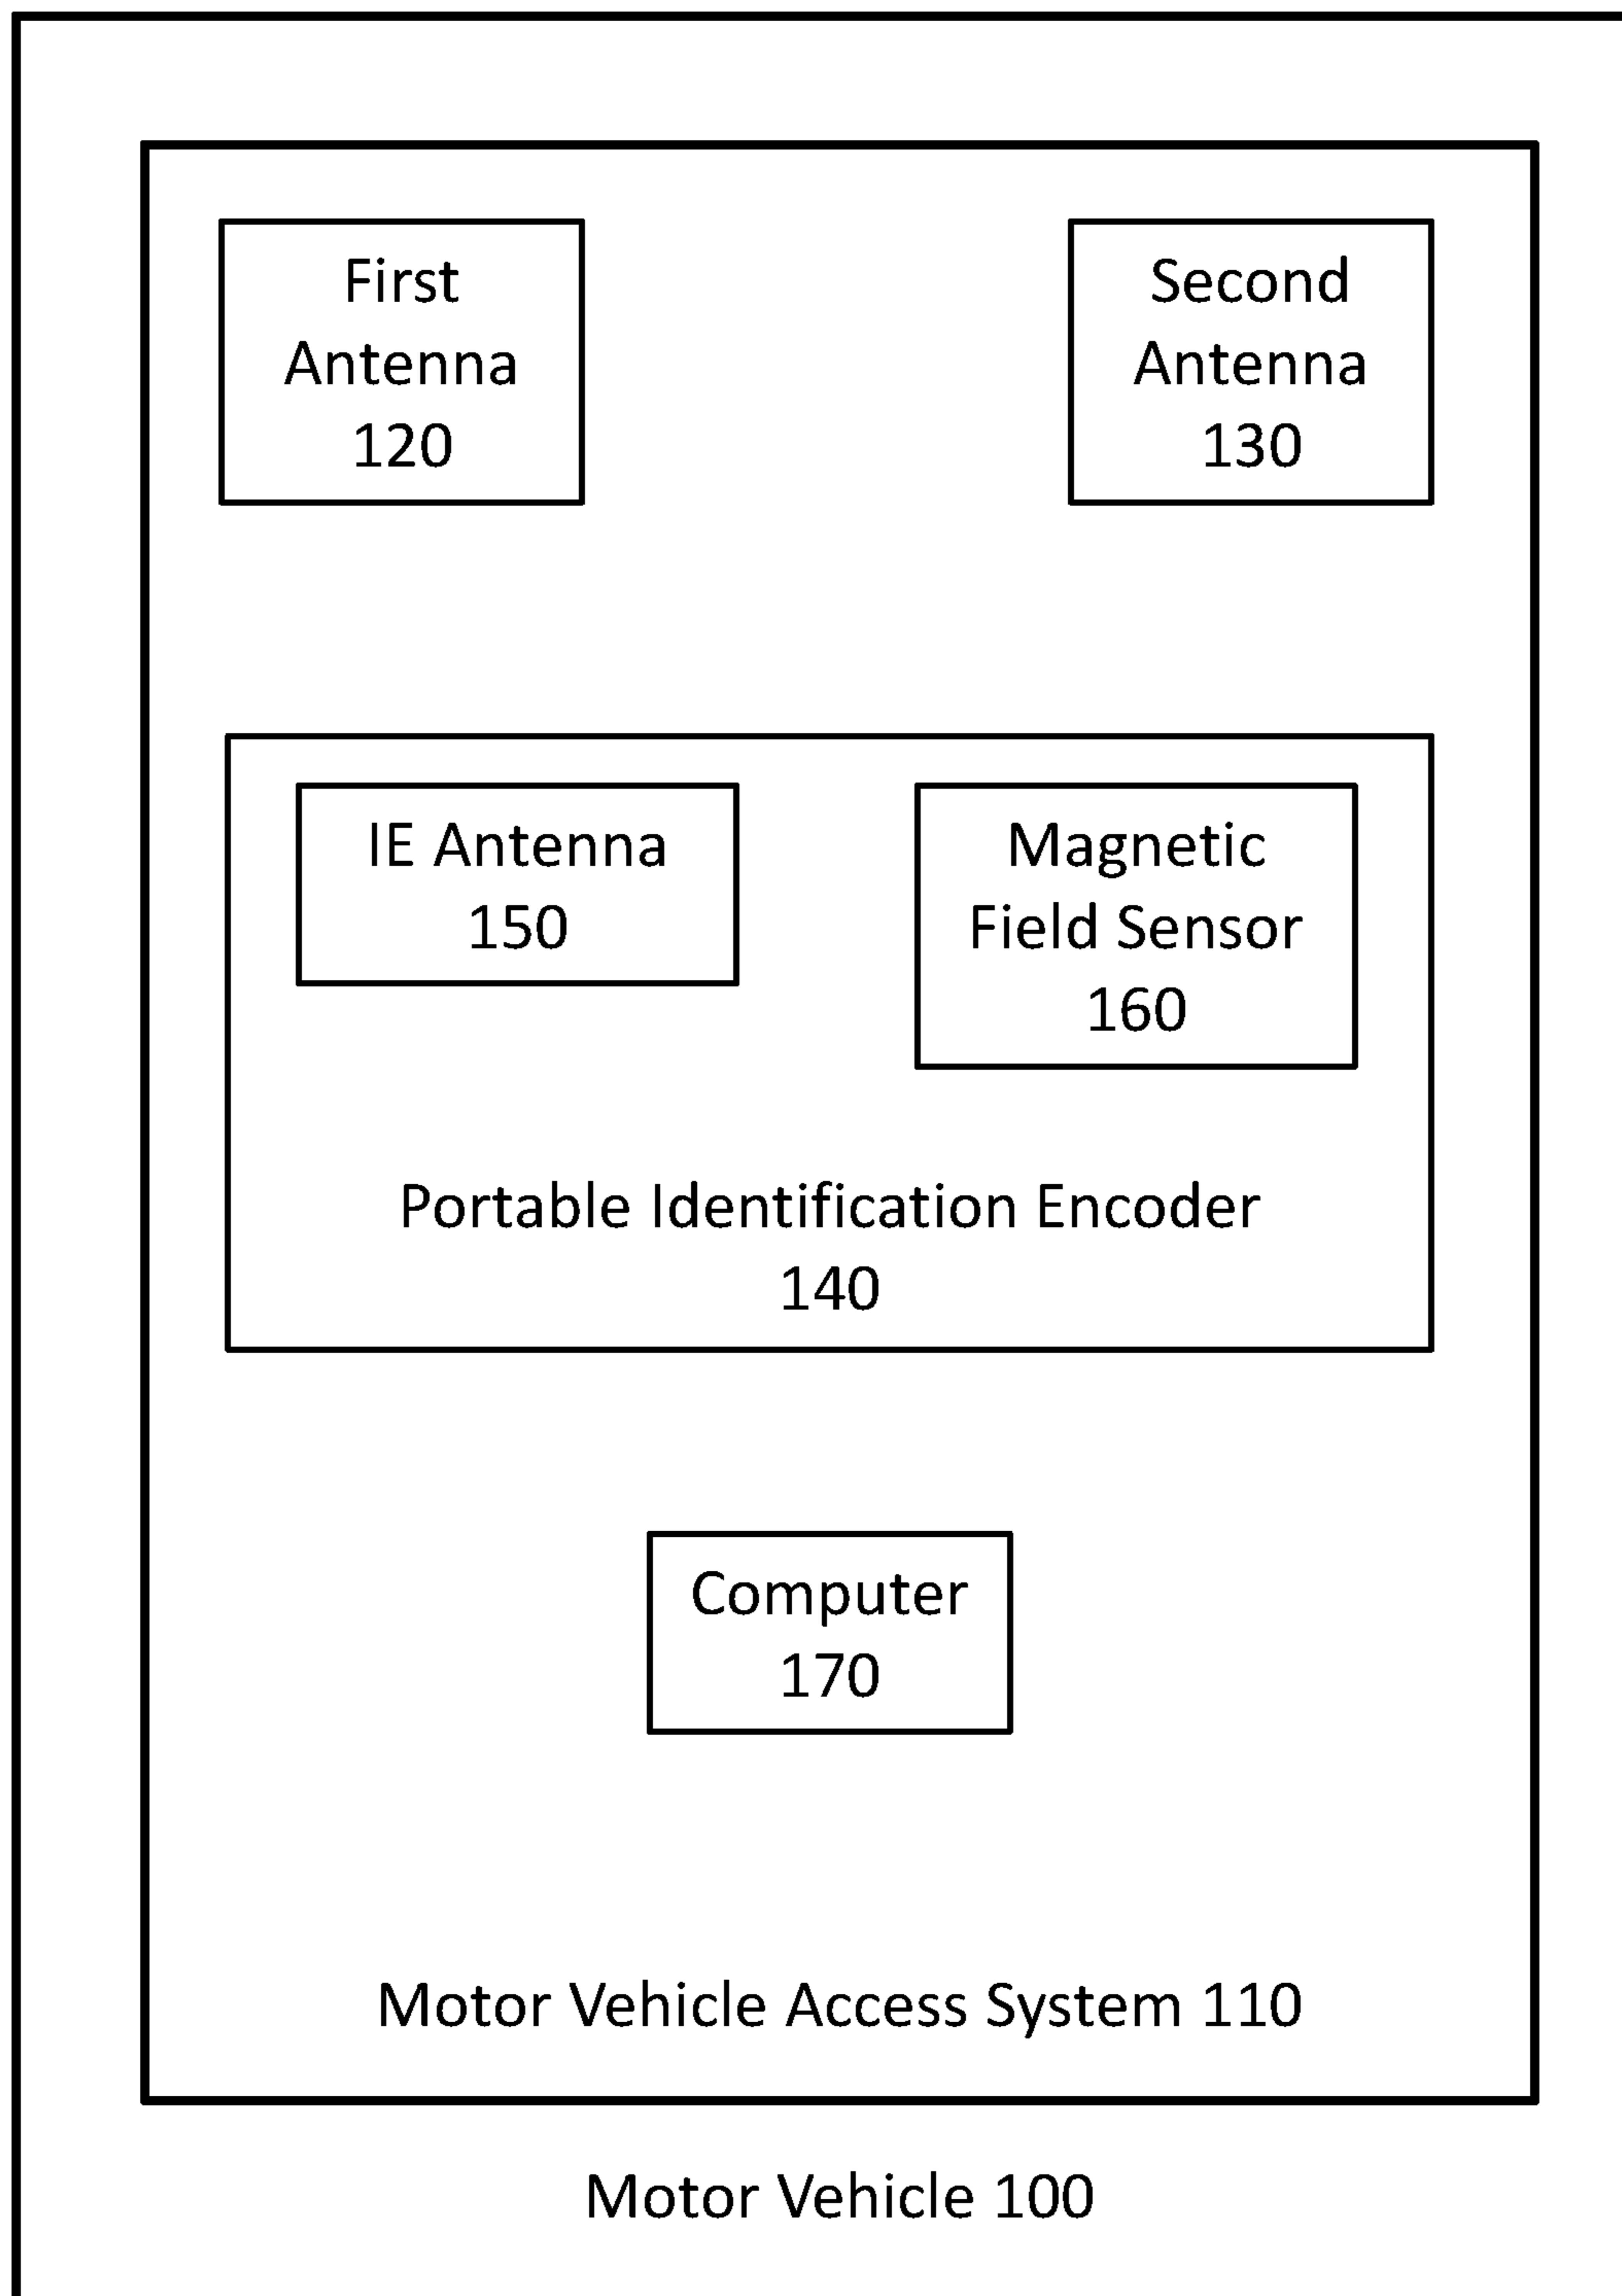 First
Antenna
120
Second
Antenna
130
IE Antenna
150
Magnetic
Field Sensor
160
Portable Identification Encoder
140
Computer
170
Motor Vehicle Access System 110
Motor Vehicle 100